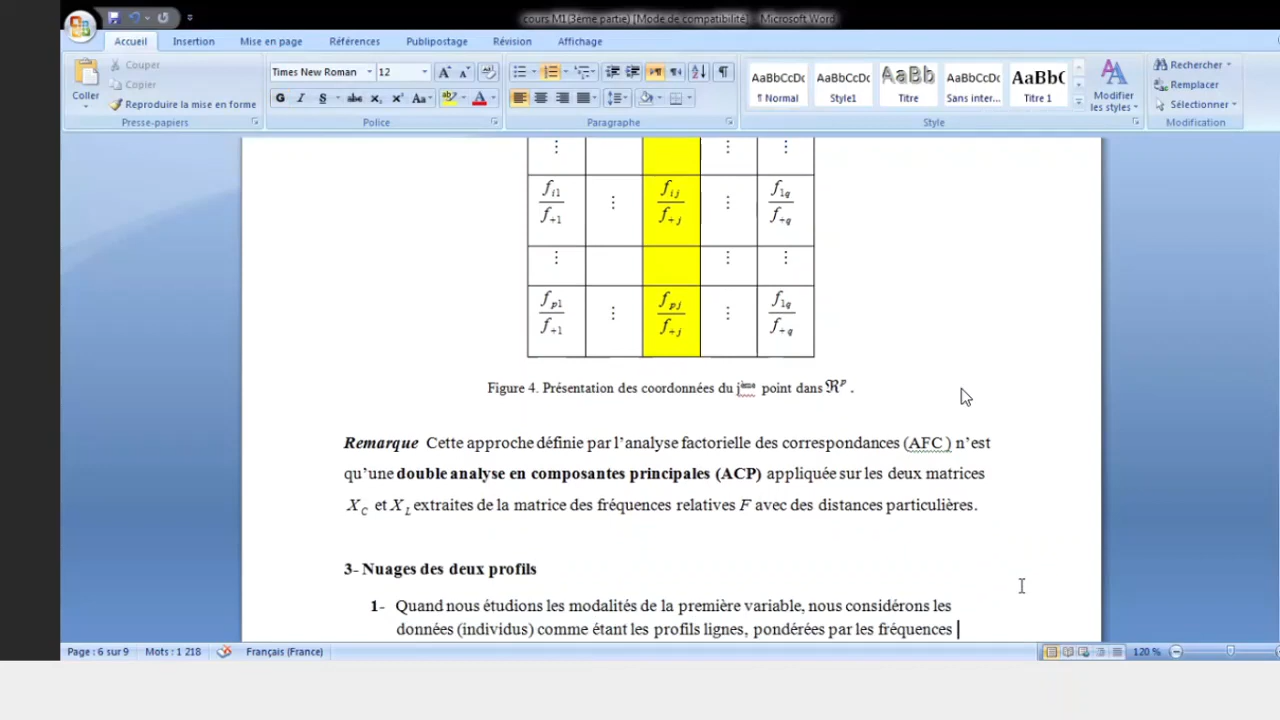 cours M1(3ème partie) [Mode de compatibilité] - Microsoft Word
Accueil Insertion Mise en page Références Publipostage Révision Affichage
Coller
Couper
Copier
Reproduire la mise en forme
Presse-papiers
Times New Roman 12
G I S abc X₂ X² Aa
Police
Paragraphe
AaBbCcDc AaBbCcDc AaBb AaBbCcDc AaBbC
¶ Normal Style1 Titre Sans inter... Titre 1
Modifier
les styles
Style
Rechercher
Remplacer
Sélectionner
Modification
⋮ ⋮ ⋮
f_{i1}/f_{+1} ⋮ f_{ij}/f_{+j} ⋮ f_{1q}/f_{+q}
⋮ ⋮ ⋮
f_{p1}/f_{+1} ⋮ f_{pj}/f_{+j} ⋮ f_{1q}/f_{+q}
Figure 4. Présentation des coordonnées du jème point dans ℜ^p .
Remarque Cette approche définie par l’analyse factorielle des correspondances (AFC ) n’est
qu’une double analyse en composantes principales (ACP) appliquée sur les deux matrices
X_C et X_L extraites de la matrice des fréquences relatives F avec des distances particulières.
3- Nuages des deux profils
1- Quand nous étudions les modalités de la première variable, nous considérons les
données (individus) comme étant les profils lignes, pondérées par les fréquences
Page : 6 sur 9 Mots : 1 218 Français (France) 120 %